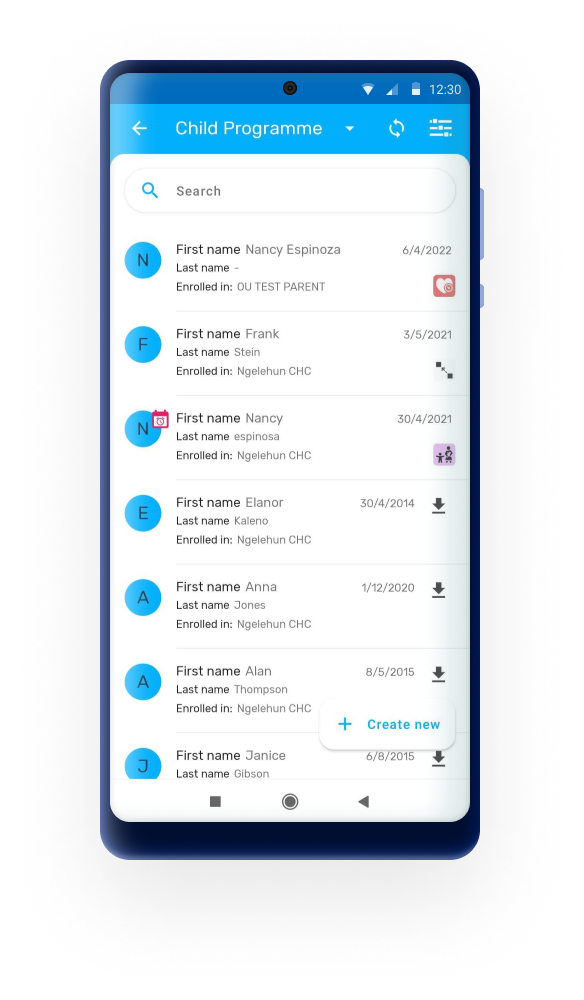 12:30
Child Programme
Search
N First name Nancy Espinoza 6/4/2022
Last name -
Enrolled in: OU TEST PARENT
F First name Frank 3/5/2021
Last name Stein
Enrolled in: Ngelehun CHC
N First name Nancy 30/4/2021
Last name espinosa
Enrolled in: Ngelehun CHC
E First name Elanor 30/4/2014
Last name Kaleno
Enrolled in: Ngelehun CHC
A First name Anna 1/12/2020
Last name Jones
Enrolled in: Ngelehun CHC
A First name Alan 8/5/2015
Last name Thompson
Enrolled in: Ngelehun CHC
Create new
J First name Janice 6/8/2015
Last name Gibson